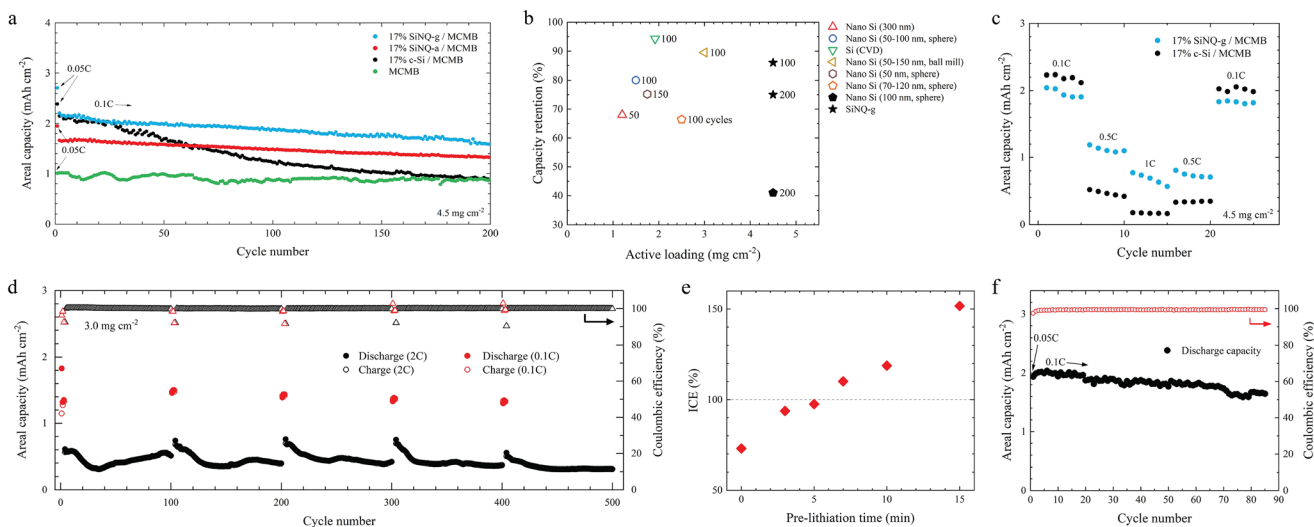 a
Areal capacity (mAh cm⁻²)
4
3
2
1
0
0
50
100
150
200
Cycle number
17% SiNQ-g / MCMB
17% SiNQ-a / MCMB
17% c-Si / MCMB
MCMB
0.05C
0.1C
0.05C
0.05C
4.5 mg cm⁻²
b
Capacity retention (%)
100
90
80
70
60
50
40
30
0
1
2
3
4
5
6
Active loading (mg cm⁻²)
100
100
100
100
150
200
50
100 cycles
200
Nano Si (300 nm)
Nano Si (50-100 nm, sphere)
Si (CVD)
Nano Si (50-150 nm, ball mill)
Nano Si (50 nm, sphere)
Nano Si (70-120 nm, sphere)
Nano Si (100 nm, sphere)
SiNQ-g
c
Areal capacity (mAh cm⁻²)
3
2
1
0
0
10
20
Cycle number
17% SiNQ-g / MCMB
17% c-Si / MCMB
0.1C
0.1C
0.5C
1C
0.5C
4.5 mg cm⁻²
d
Areal capacity (mAh cm⁻²)
3
2
1
0
0
100
200
300
400
500
Cycle number
3.0 mg cm⁻²
Discharge (2C)
Charge (2C)
Discharge (0.1C)
Charge (0.1C)
100
80
60
40
20
0
Coulombic efficiency (%)
e
ICE (%)
150
100
50
0
5
10
15
Pre-lithiation time (min)
f
Areal capacity (mAh cm⁻²)
3
2
1
0
0
10
20
30
40
50
60
70
80
90
Cycle number
0.05C
0.1C
Discharge capacity
100
80
60
40
20
0
Coulombic efficiency (%)